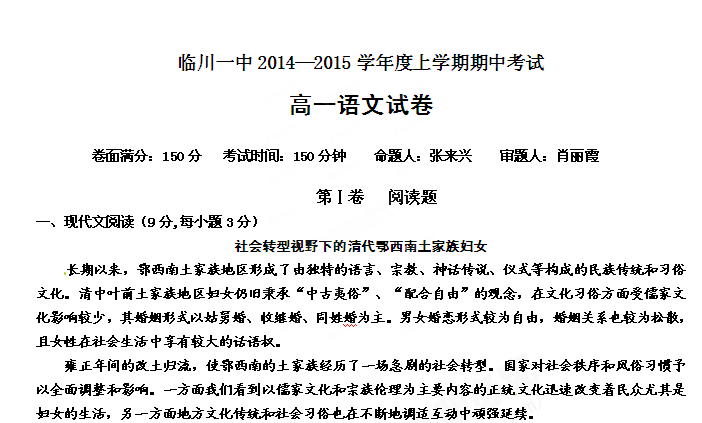 临川一中 2014—2015 学年度上学期期中考试
高一语文试卷
卷面满分：150 分 考试时间：150 分钟 命题人：张来兴 审题人：肖丽霞
第Ⅰ卷 阅读题
一、现代文阅读（9 分,每小题 3 分）
社会转型视野下的清代鄂西南土家族妇女
长期以来，鄂西南土家族地区形成了由独特的语言、宗教、神话传说、仪式等构成的民族传统和习俗
文化。清中叶前土家族地区妇女仍旧秉承“中古夷俗”、“配合自由”的观念，在文化习俗方面受儒家文
化影响较少，其婚姻形式以姑舅婚、收继婚、同姓婚为主。男女婚恋形式较为自由，婚姻关系也较为松散，
且女性在社会生活中享有较大的话语权。
雍正年间的改土归流，使鄂西南的土家族经历了一场急剧的社会转型。国家对社会秩序和风俗习惯予
以全面调整和影响。一方面我们看到以儒家文化和宗族伦理为主要内容的正统文化迅速改变着民众尤其是
妇女的生活，另一方面地方文化传统和社会习俗也在不断地调适互动中顽强延续。